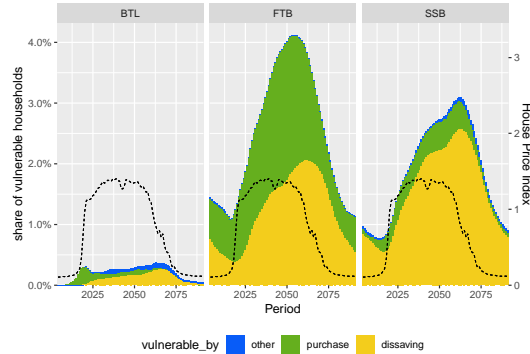 BTL FTB SSB
4.0%
3.0%
2.0%
1.0%
0.0%
share of vulnerable households
3
2
1
0
House Price Index
2025 2050 2075 2025 2050 2075 2025 2050 2075
Period
vulnerable_by other purchase dissaving